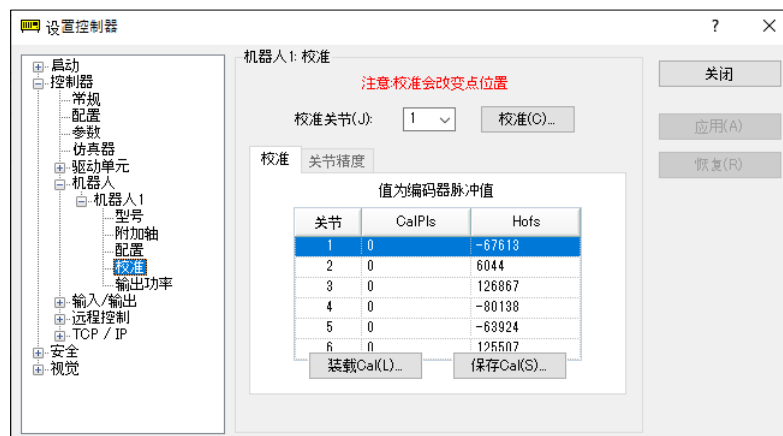 设置控制器
启动
控制器
常规
配置
参数
仿真器
驱动单元
机器人
机器人1
型号
附加轴
配置
校准
输出功率
输入/输出
远程控制
TCP / IP
安全
视觉
机器人1: 校准
注意:校准会改变点位置
校准关节(J): 1 校准(C)...
校准 关节精度
值为编码器脉冲值
关节 CalPls Hofs
1 0 -67613
2 0 6044
3 0 126867
4 0 -80138
5 0 -63924
6 0 125507
装载Cal(L)... 保存Cal(S)...
关闭
应用(A)
恢复(R)